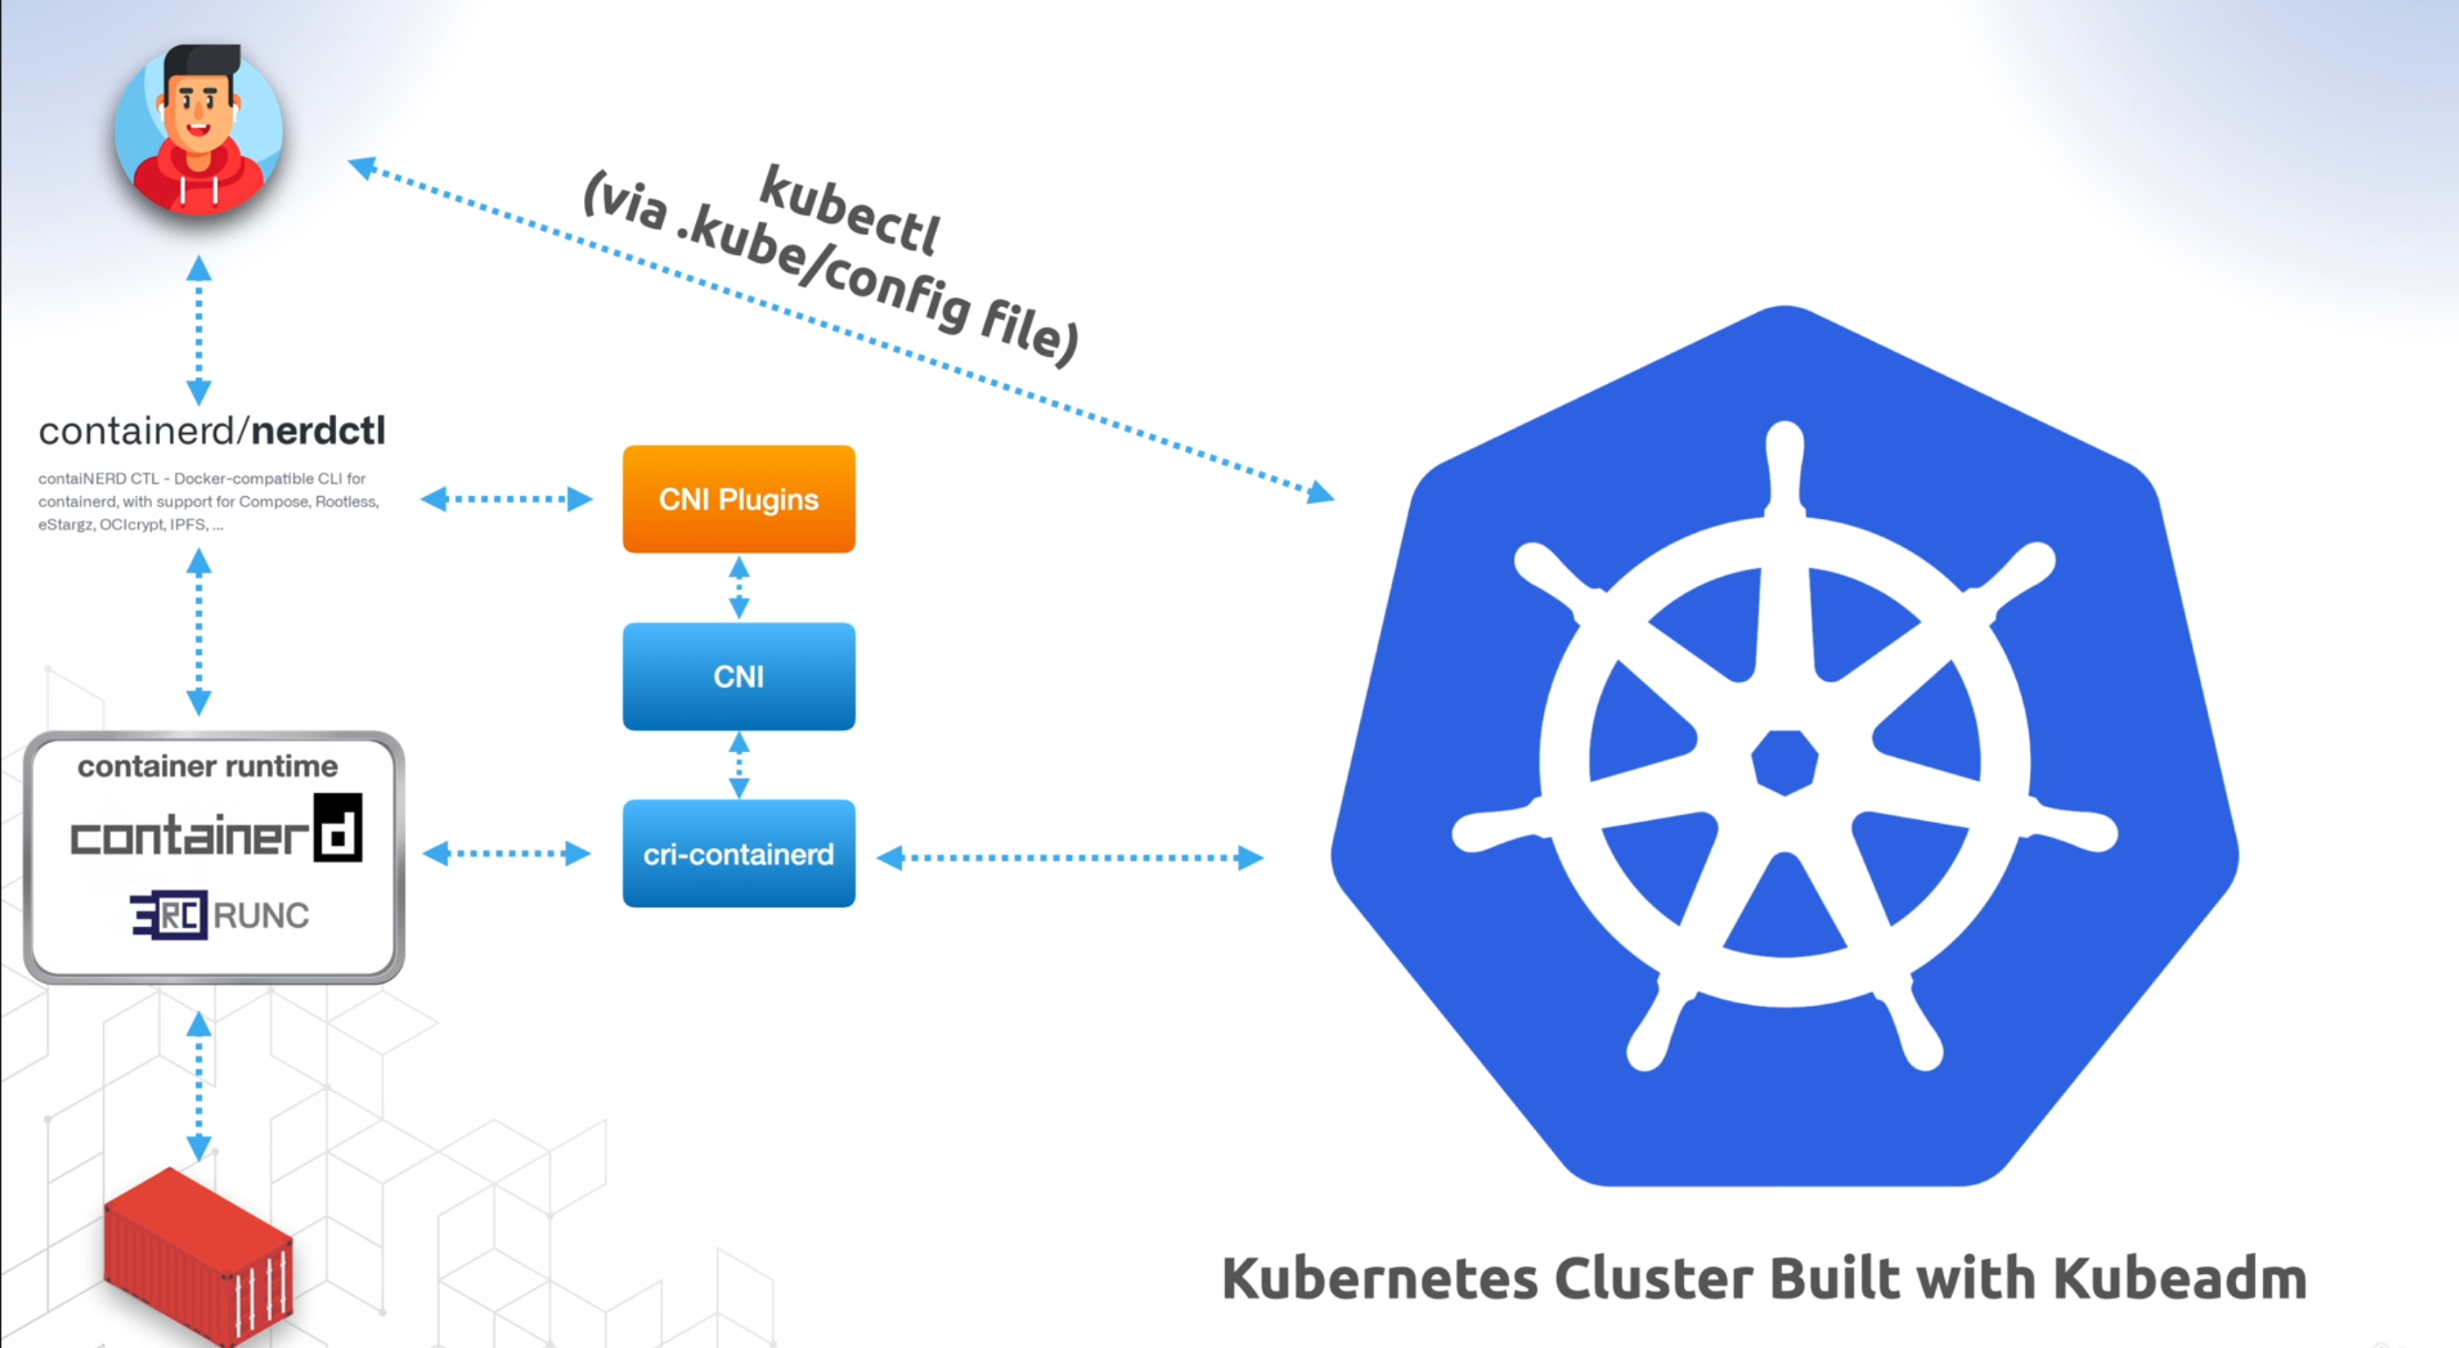 kubectl
(via .kube/config file)
containerd/nerdctl
contaiNERD CTL - Docker-compatible CLI for
containerd, with support for Compose, Rootless,
eStargz, OCIcrypt, IPFS, ...
CNI Plugins
CNI
container runtime
containerd
RC RUNC
cri-containerd
Kubernetes Cluster Built with Kubeadm